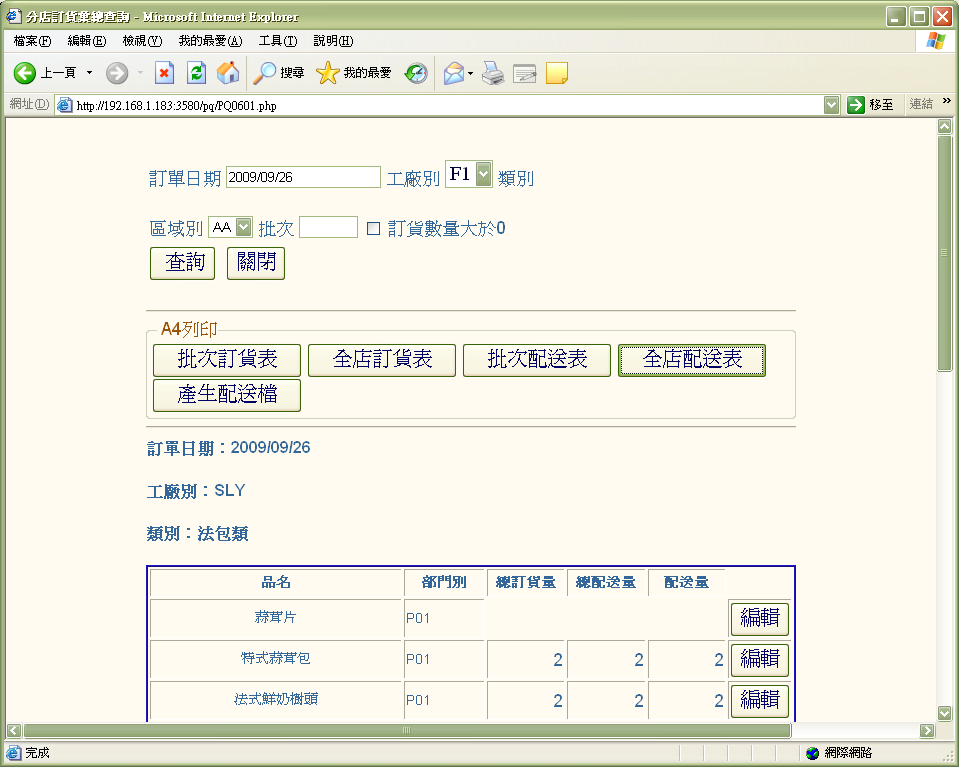 分店訂貨彙總查詢 - Microsoft Internet Explorer
檔案(F) 編輯(E) 檢視(V) 我的最愛(A) 工具(T) 說明(H)
上一頁 搜尋 我的最愛
網址(D) http://192.168.1.183:3580/pq/PQ0601.php 移至 連結 »
訂單日期 2009/09/26 工廠別 F1 類別
區域別 AA 批次 訂貨數量大於0
查詢 關閉
A4列印
批次訂貨表 全店訂貨表 批次配送表 全店配送表
產生配送檔
訂單日期：2009/09/26
工廠別：SLY
類別：法包類
品名 部門別 總訂貨量 總配送量 配送量
蒜茸片 P01 編輯
特式蒜茸包 P01 2 2 2 編輯
法式鮮奶樹頭 P01 2 2 2 編輯
完成 網際網路